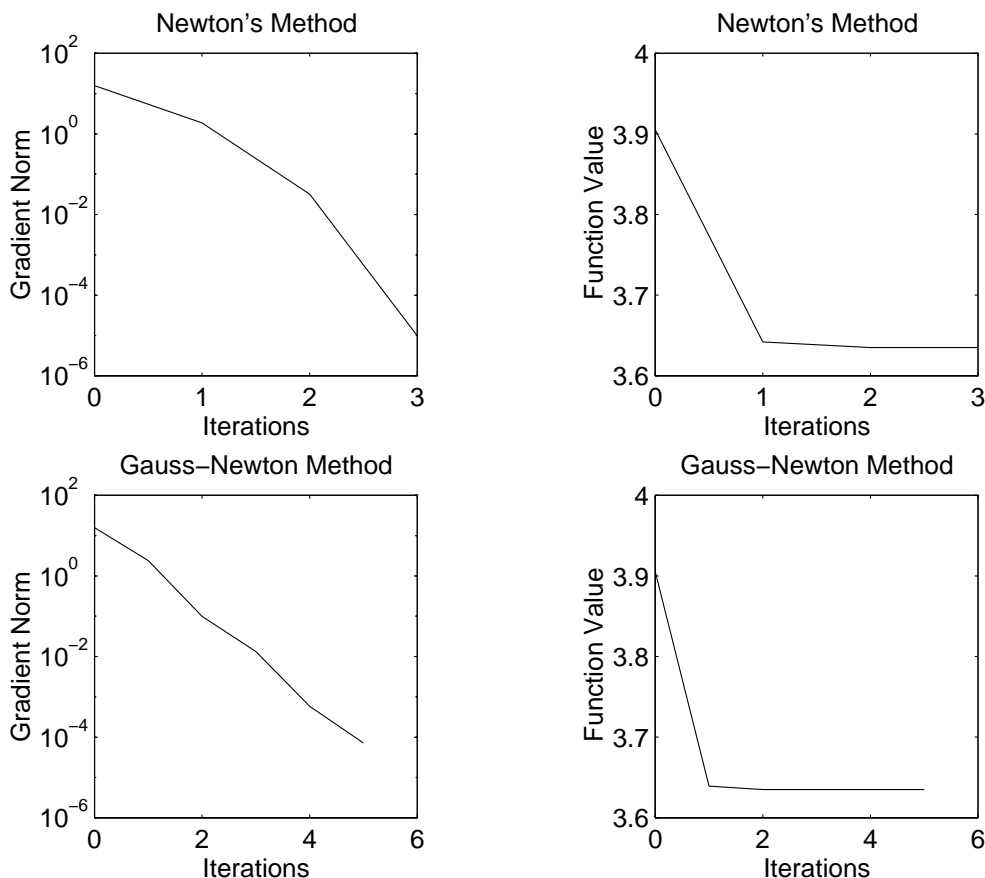 Newton's Method
10^2
10^0
10^−2
10^−4
10^−6
Gradient Norm
0 1 2 3
Iterations
Newton's Method
4
3.9
3.8
3.7
3.6
Function Value
0 1 2 3
Iterations
Gauss−Newton Method
10^2
10^0
10^−2
10^−4
10^−6
Gradient Norm
0 2 4 6
Iterations
Gauss−Newton Method
4
3.9
3.8
3.7
3.6
Function Value
0 2 4 6
Iterations